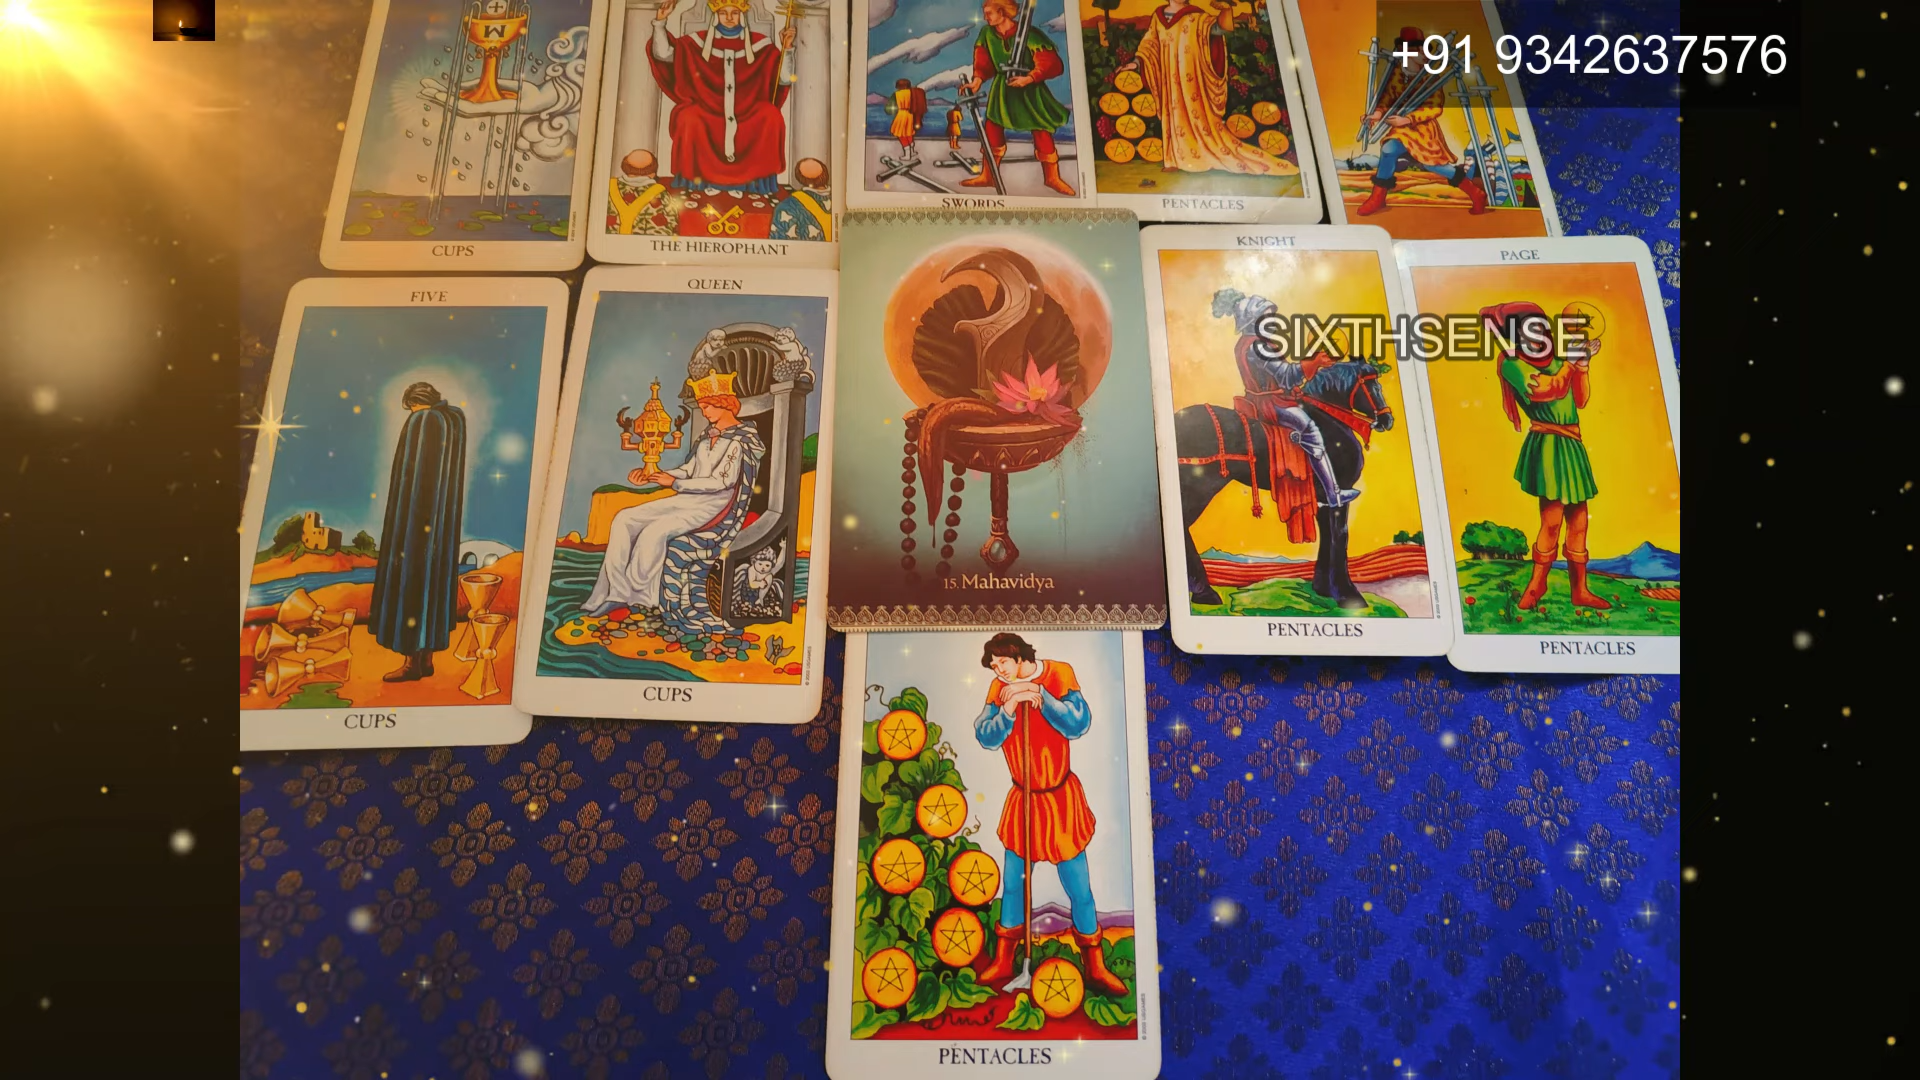 +91 9342637576
SIXTHSENSE
CUPS
THE HIEROPHANT
SWORDS
PENTACLES
FIVE
CUPS
QUEEN
CUPS
15. Mahavidya
KNIGHT
PENTACLES
PAGE
PENTACLES
PENTACLES